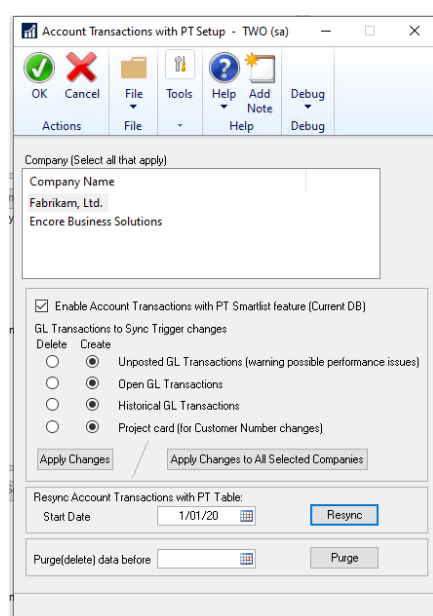 Account Transactions with PT Setup - TWO (sa)
OK Cancel File Tools Help Add Note Debug
Actions File Help Debug
Company (Select all that apply)
Company Name
Fabrikam, Ltd.
Encore Business Solutions
Enable Account Transactions with PT Smartlist feature (Current DB)
GL Transactions to Sync Trigger changes
Delete Create
Unposted GL Transactions (warning possible performance issues)
Open GL Transactions
Historical GL Transactions
Project card (for Customer Number changes)
Apply Changes Apply Changes to All Selected Companies
Resync Account Transactions with PT Table:
Start Date 1/01/20 Resync
Purge(delete) data before Purge